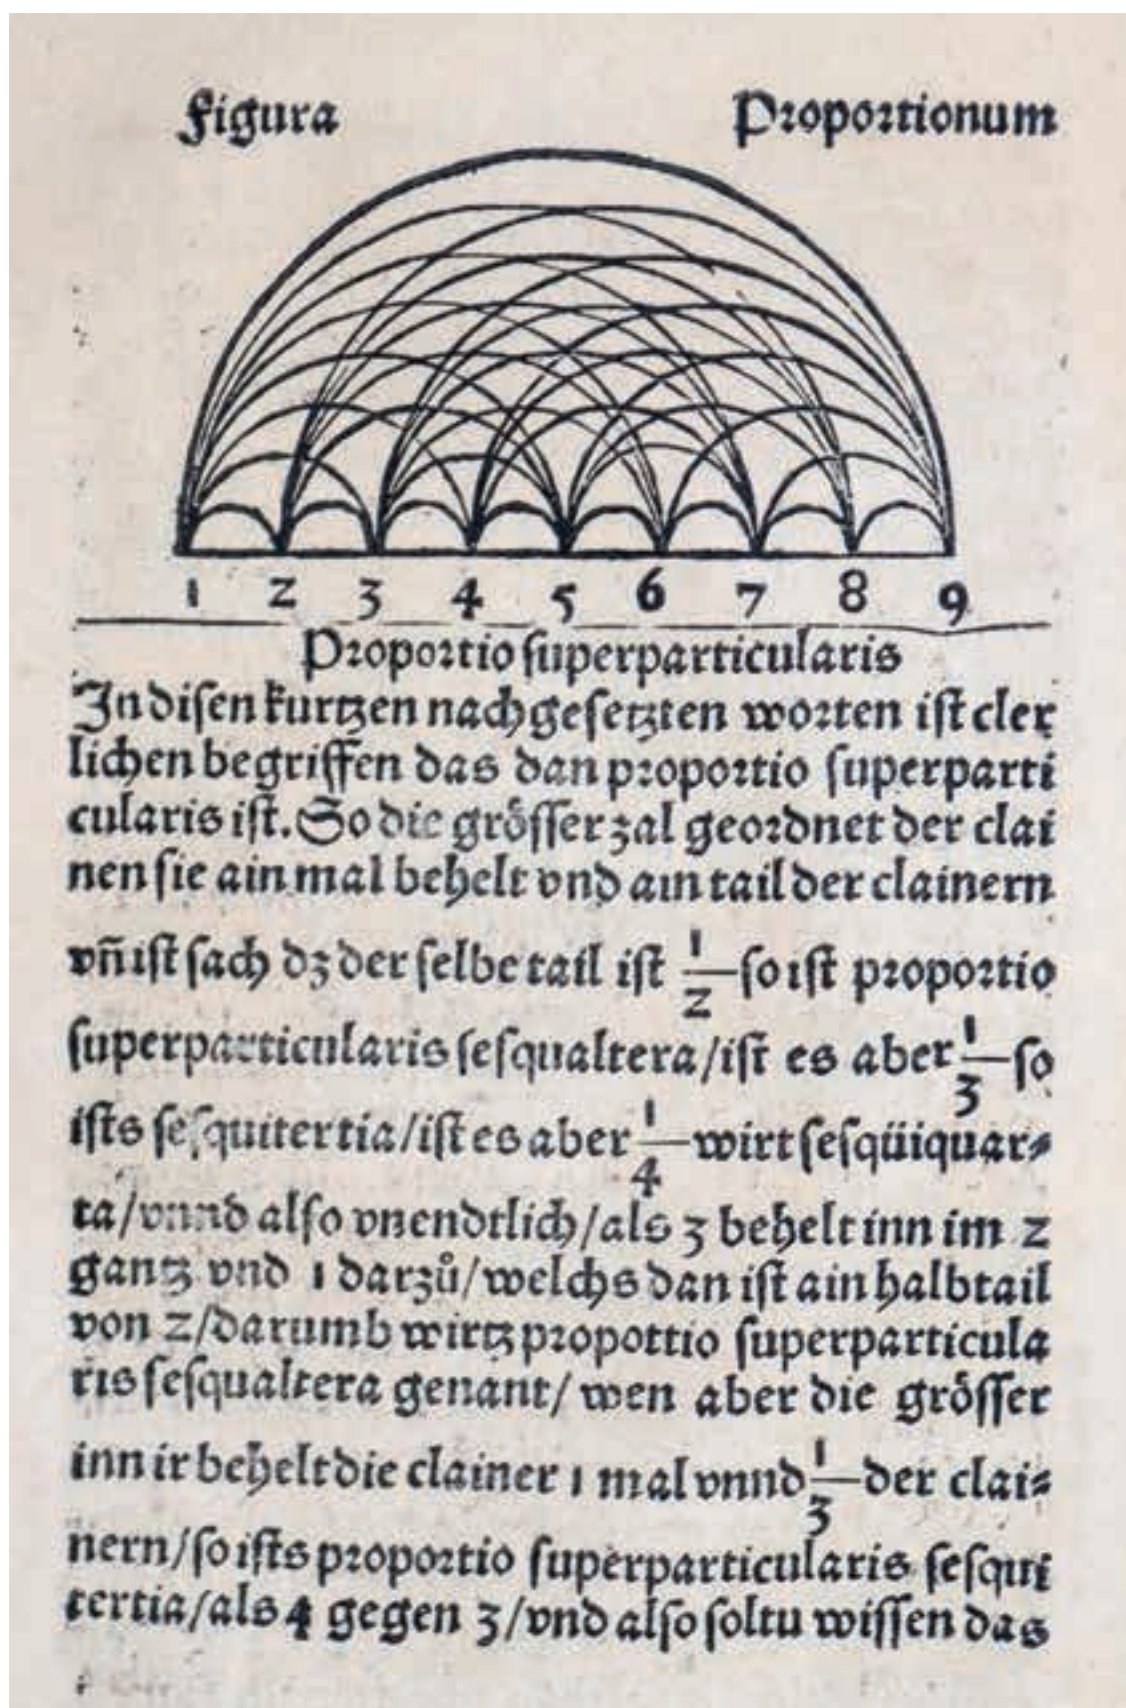 Figura Proportionum
1 2 3 4 5 6 7 8 9
Proportio ſuperparticularis
In diſen kurtzen nachgeſetzten worten iſt cler
lichen begriffen das dan proportio ſuperparti
cularis iſt. So die gröſſer zal geordnet der clai
nen ſie ain mal behelt vnd ain tail der clainern
vñ iſt ſach dz der ſelbe tail iſt 1/2 ſo iſt proportio
ſuperparticularis ſeſqualtera/iſt es aber 1/3 ſo
iſts ſeſquitertia/iſt es aber 1/4 wirt ſeſqüiquar⸗
ta/vnnd alſo vnendtlich/als 3 behelt inn im 2
gantz vnd 1 darzů/welchs dan iſt ain halbtail
von 2/darumb wirtz propottio ſuperparticula
ris ſeſqualtera genant/ wen aber die gröſſer
inn ir behelt die clainer 1 mal vnnd 1/3 der clai⸗
nern/ſo iſts proportio ſuperparticularis ſeſqui
tertia/als 4 gegen 3/vnd alſo ſoltu wiſſen das